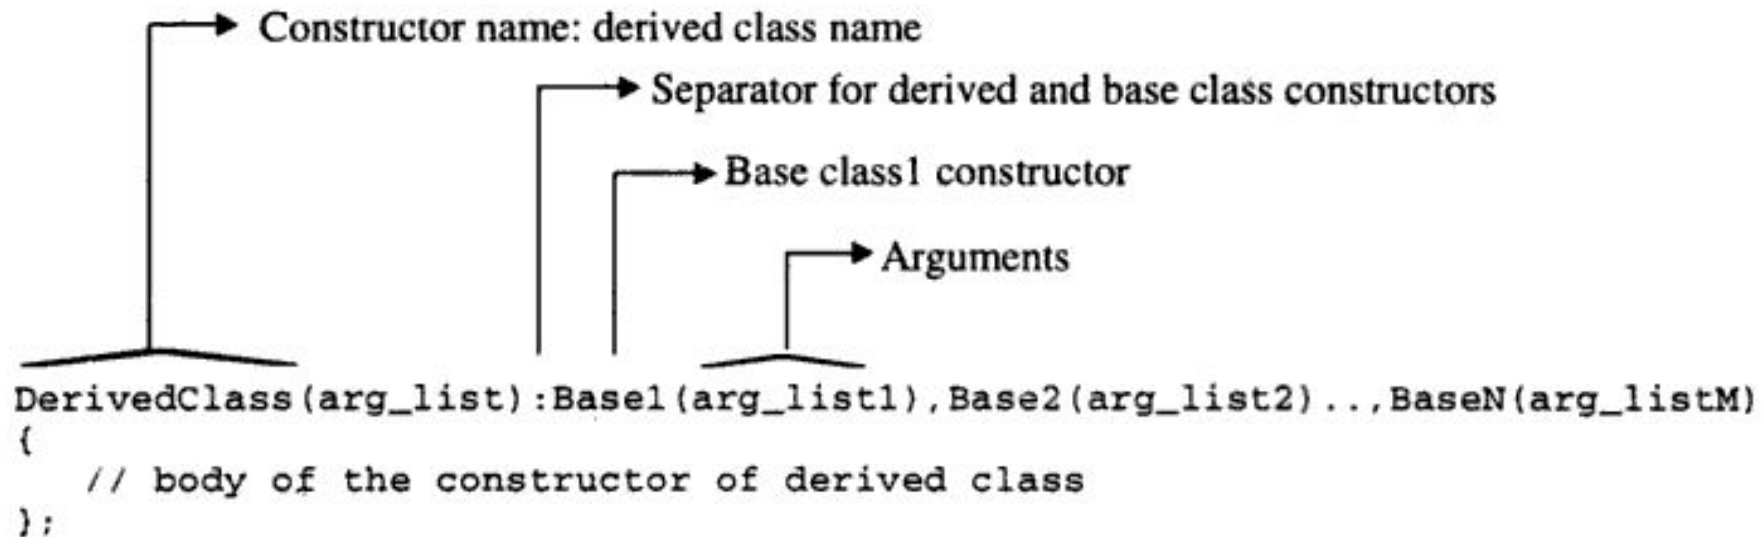 Constructor name: derived class name
Separator for derived and base class constructors
Base class1 constructor
Arguments
DerivedClass(arg_list):Base1(arg_list1),Base2(arg_list2)..,BaseN(arg_listM)
{
// body of the constructor of derived class
};